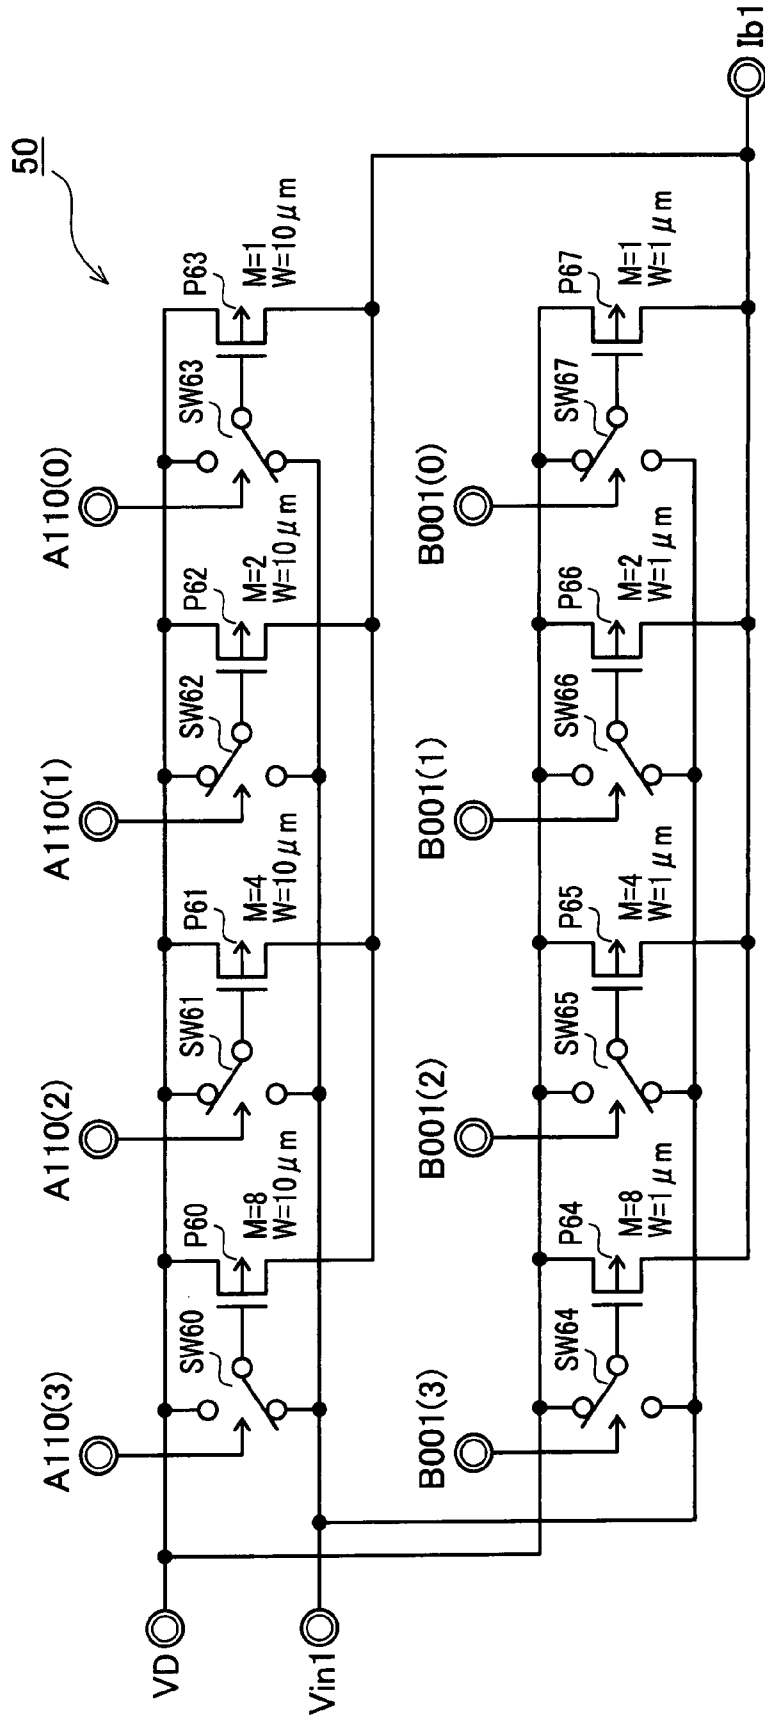 50
A110(3)
A110(2)
A110(1)
A110(0)
VD
Vin1
SW60
P60
M=8
W=10μm
SW61
P61
M=4
W=10μm
SW62
P62
M=2
W=10μm
SW63
P63
M=1
W=10μm
B001(3)
B001(2)
B001(1)
B001(0)
SW64
P64
M=8
W=1μm
SW65
P65
M=4
W=1μm
SW66
P66
M=2
W=1μm
SW67
P67
M=1
W=1μm
Ib1